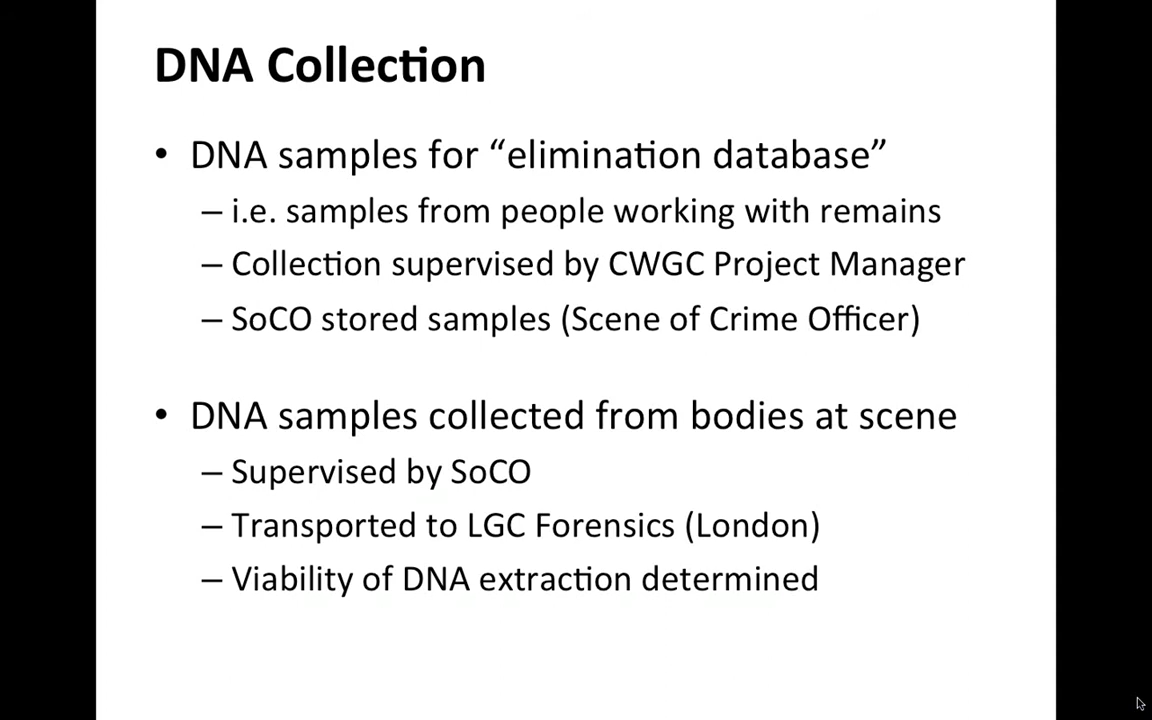 DNA Collection
• DNA samples for “elimination database”
– i.e. samples from people working with remains
– Collection supervised by CWGC Project Manager
– SoCO stored samples (Scene of Crime Officer)
• DNA samples collected from bodies at scene
– Supervised by SoCO
– Transported to LGC Forensics (London)
– Viability of DNA extraction determined